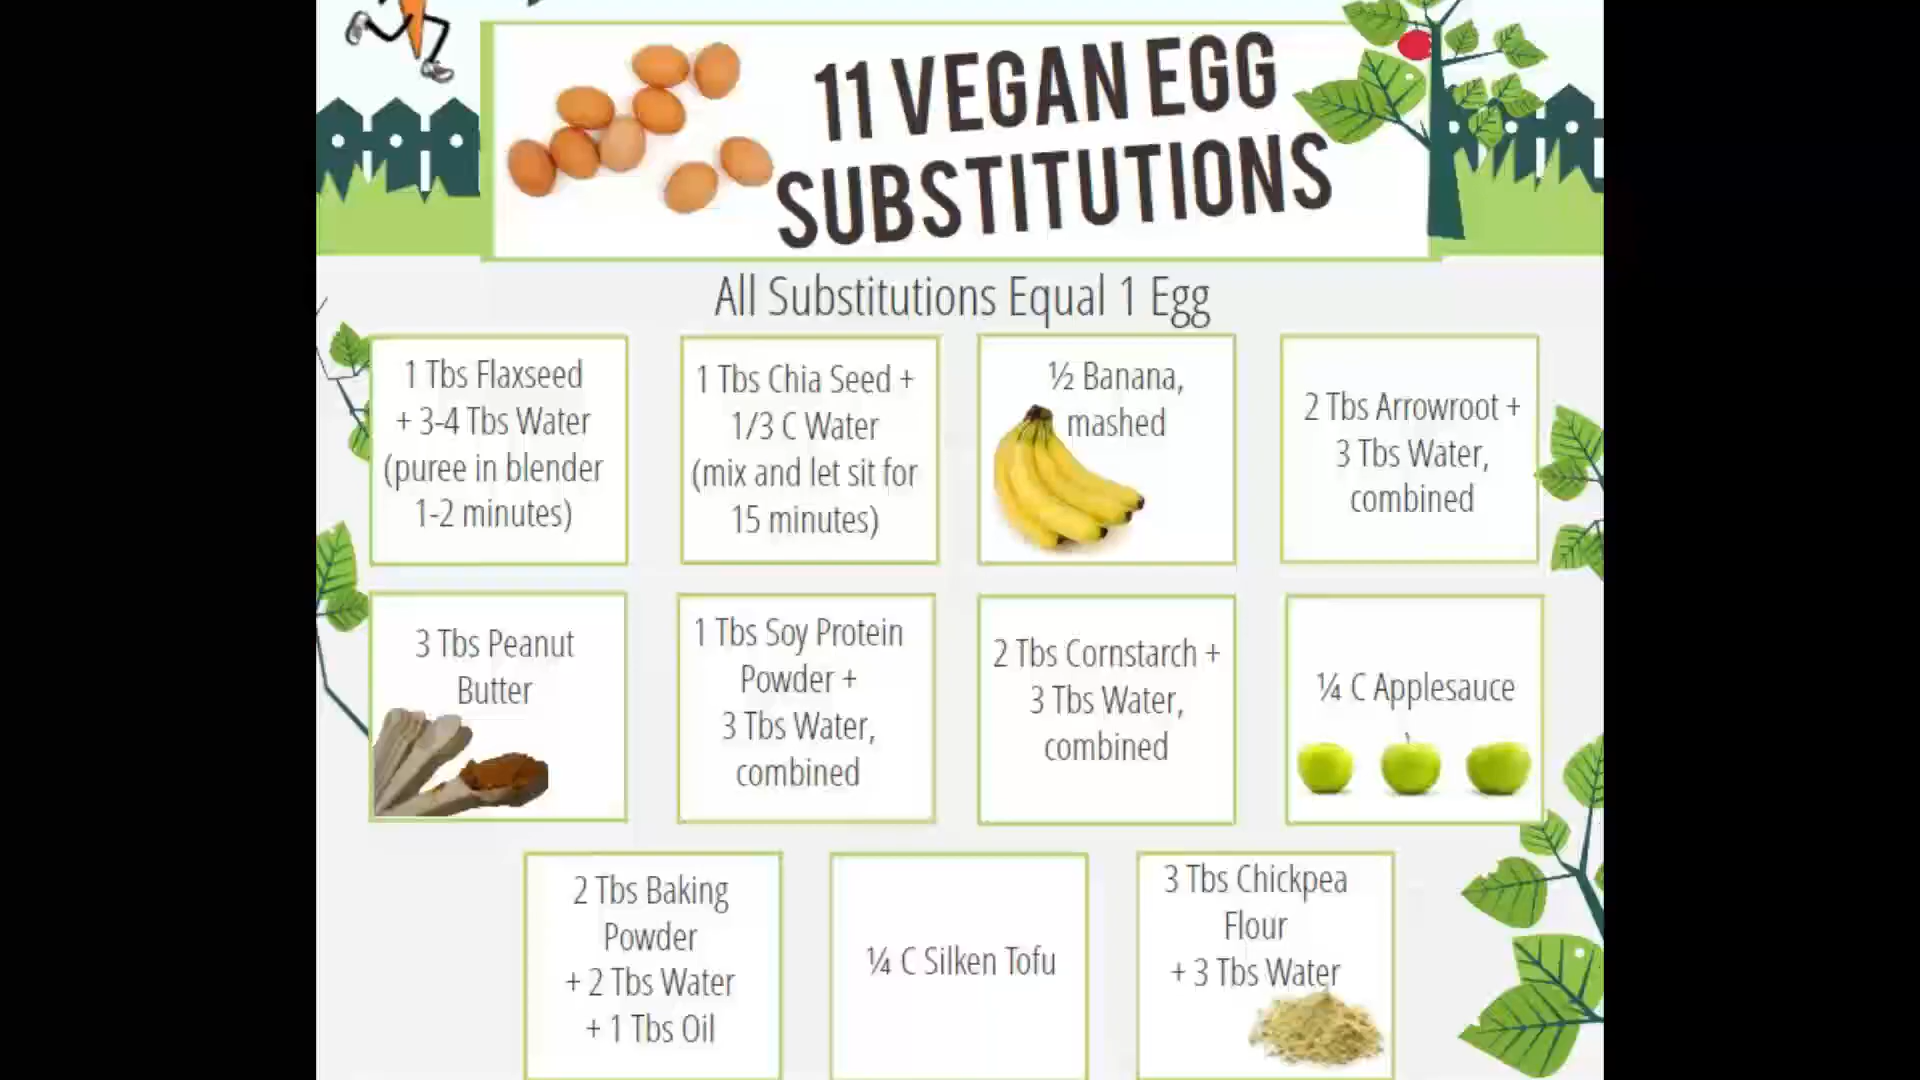 11 VEGAN EGG
SUBSTITUTIONS
All Substitutions Equal 1 Egg
1 Tbs Flaxseed
+ 3-4 Tbs Water
(puree in blender
1-2 minutes)
1 Tbs Chia Seed +
1/3 C Water
(mix and let sit for
15 minutes)
½ Banana,
mashed
2 Tbs Arrowroot +
3 Tbs Water,
combined
3 Tbs Peanut
Butter
1 Tbs Soy Protein
Powder +
3 Tbs Water,
combined
2 Tbs Cornstarch +
3 Tbs Water,
combined
¼ C Applesauce
2 Tbs Baking
Powder
+ 2 Tbs Water
+ 1 Tbs Oil
¼ C Silken Tofu
3 Tbs Chickpea
Flour
+ 3 Tbs Water